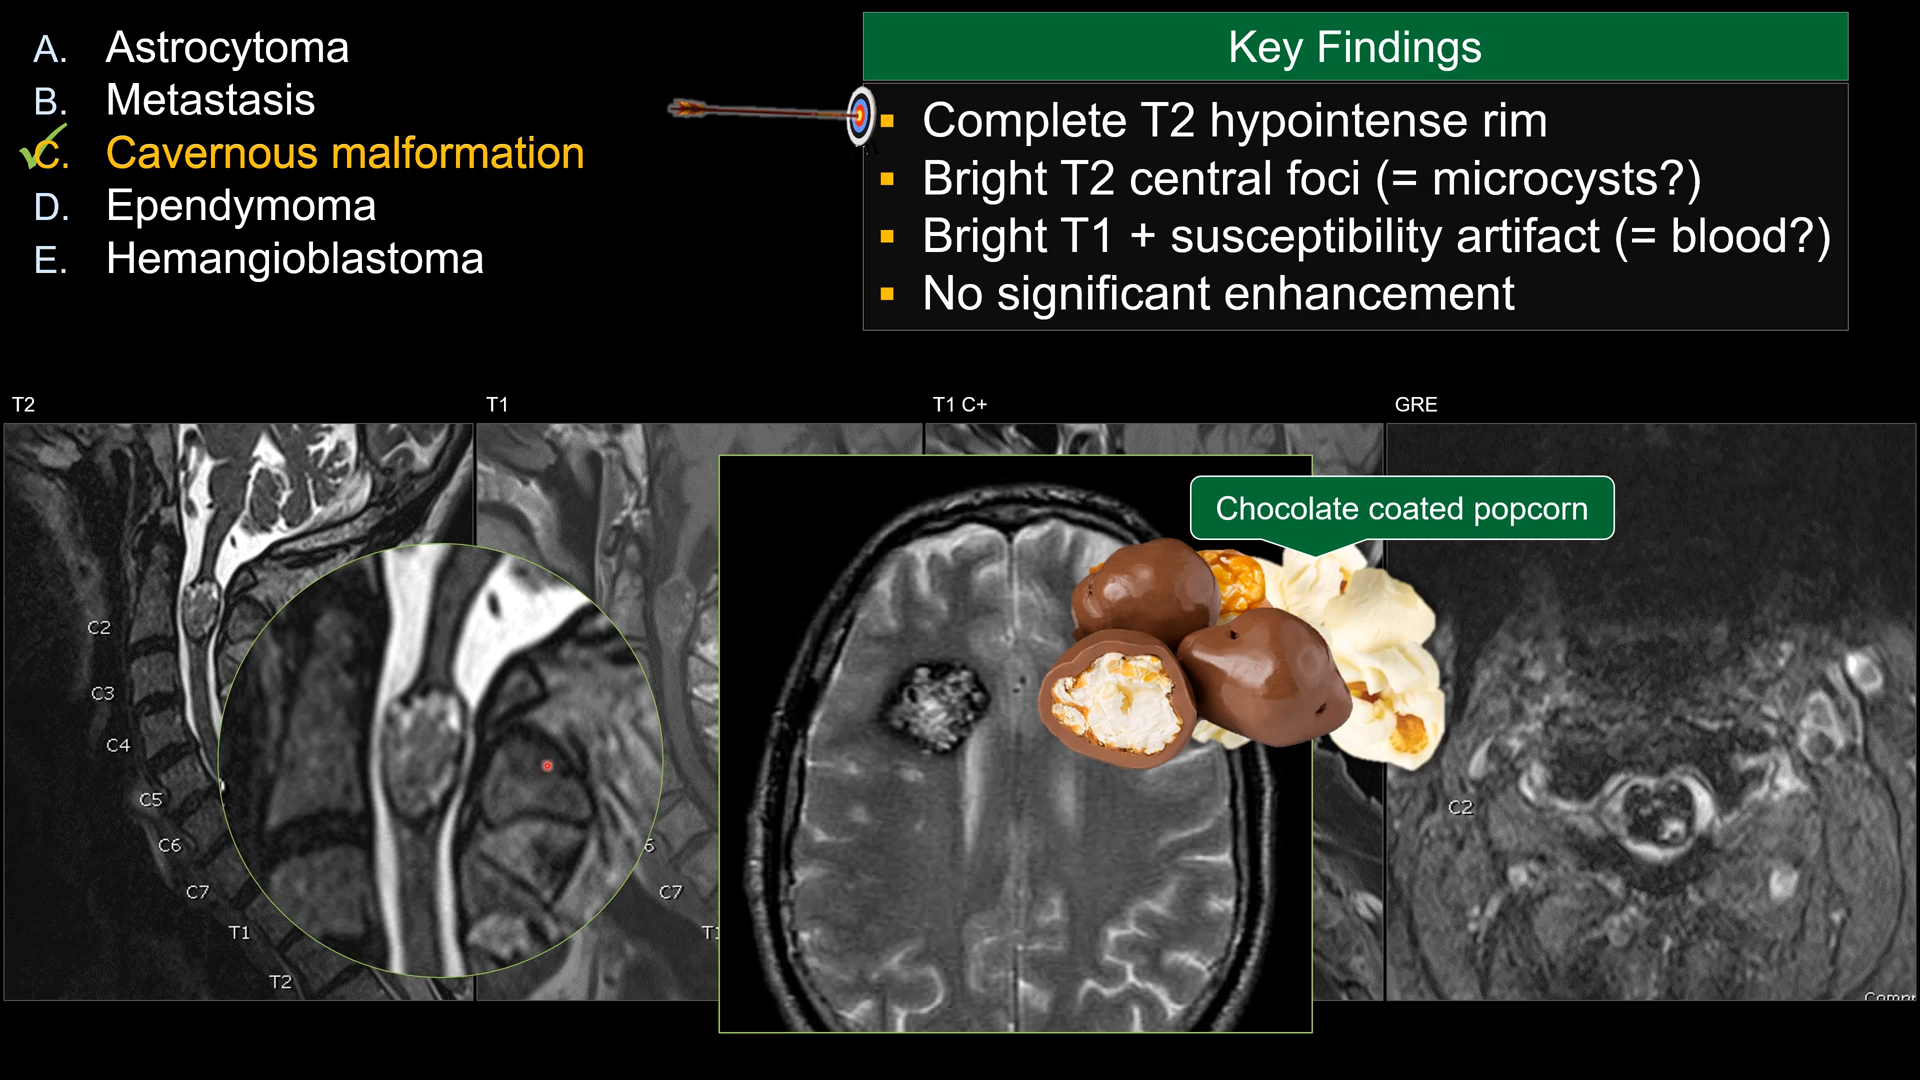 A. Astrocytoma
B. Metastasis
C. Cavernous malformation
D. Ependymoma
E. Hemangioblastoma
Key Findings
Complete T2 hypointense rim
Bright T2 central foci (= microcysts?)
Bright T1 + susceptibility artifact (= blood?)
No significant enhancement
T2
T1
T1 C+
GRE
Chocolate coated popcorn
C2
C3
C4
C5
C6
C7
T1
T2
6
C7
C2